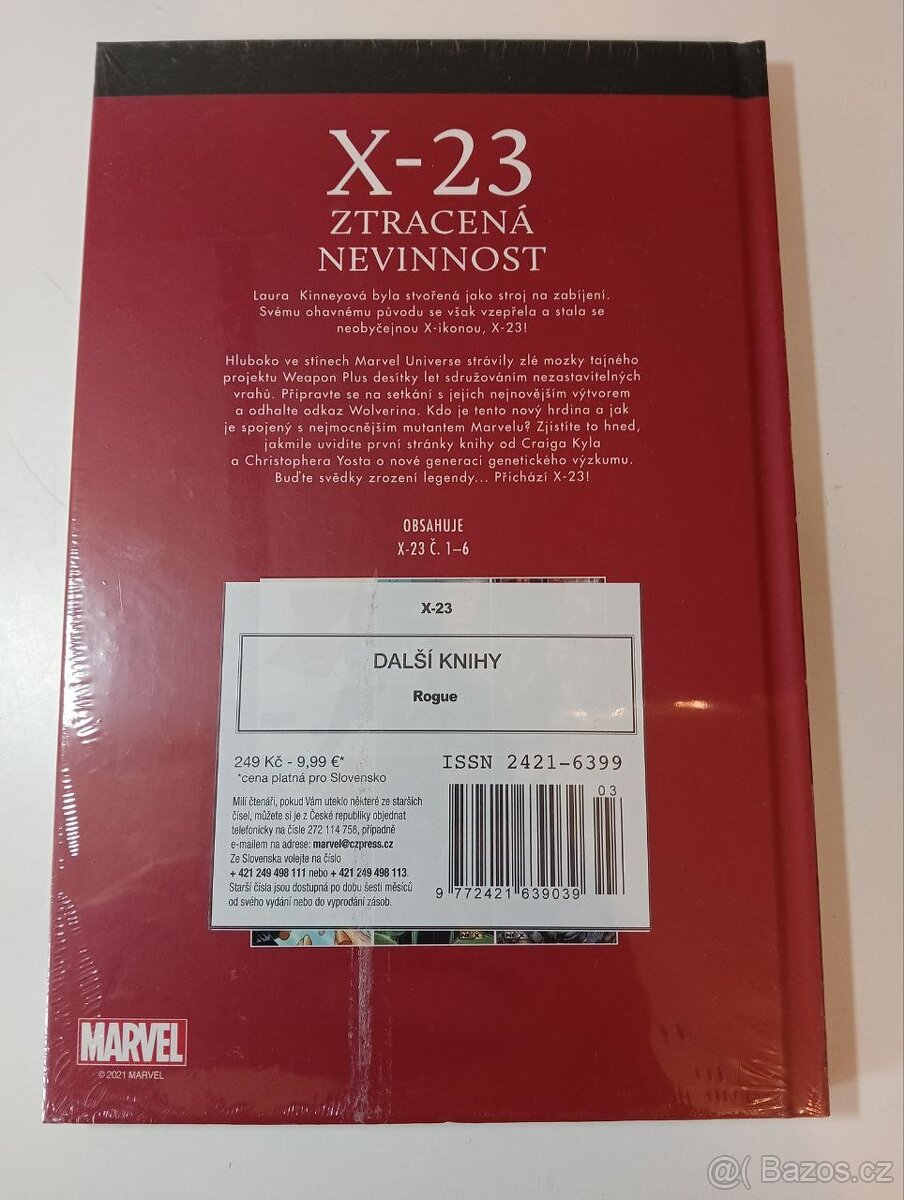 X-23
ZTRACENÁ
NEVINNOST
Laura Kinneyová byla stvořená jako stroj na zabíjení.
Svému ohavnému původu se však vzepřela a stala se
neobyčejnou X-ikonou, X-23!
Hluboko ve stínech Marvel Universe strávily zlé mozky tajného
projektu Weapon Plus desítky let sdružováním nezastavitelných
vrahů. Připravte se na setkání s jejich nejnovějším výtvorem
a odhalte odkaz Wolverina. Kdo je tento nový hrdina a jak
je spojený s nejmocnějším mutantem Marvelu? Zjistíte to hned,
jakmile uvidíte první stránky knihy od Craiga Kyla
a Christophera Yosta o nové generaci genetického výzkumu.
Buďte svědky zrození legendy... Přichází X-23!
OBSAHUJE
X-23 Č. 1–6
X-23
DALŠÍ KNIHY
Rogue
249 Kč - 9,99 €*
*cena platná pro Slovensko
Milí čtenáři, pokud Vám uteklo některé ze starších
čísel, můžete si je z České republiky objednat
telefonicky na čísle 272 114 758, případně
e-mailem na adrese: marvel@czpress.cz
Ze Slovenska volejte na číslo
+ 421 249 498 111 nebo + 421 249 498 113.
Starší čísla jsou dostupná po dobu šesti měsíců
od svého vydání nebo do vyprodání zásob.
ISSN 2421-6399
03
9 772421 639039
MARVEL
© 2021 MARVEL
@( Bazos.cz